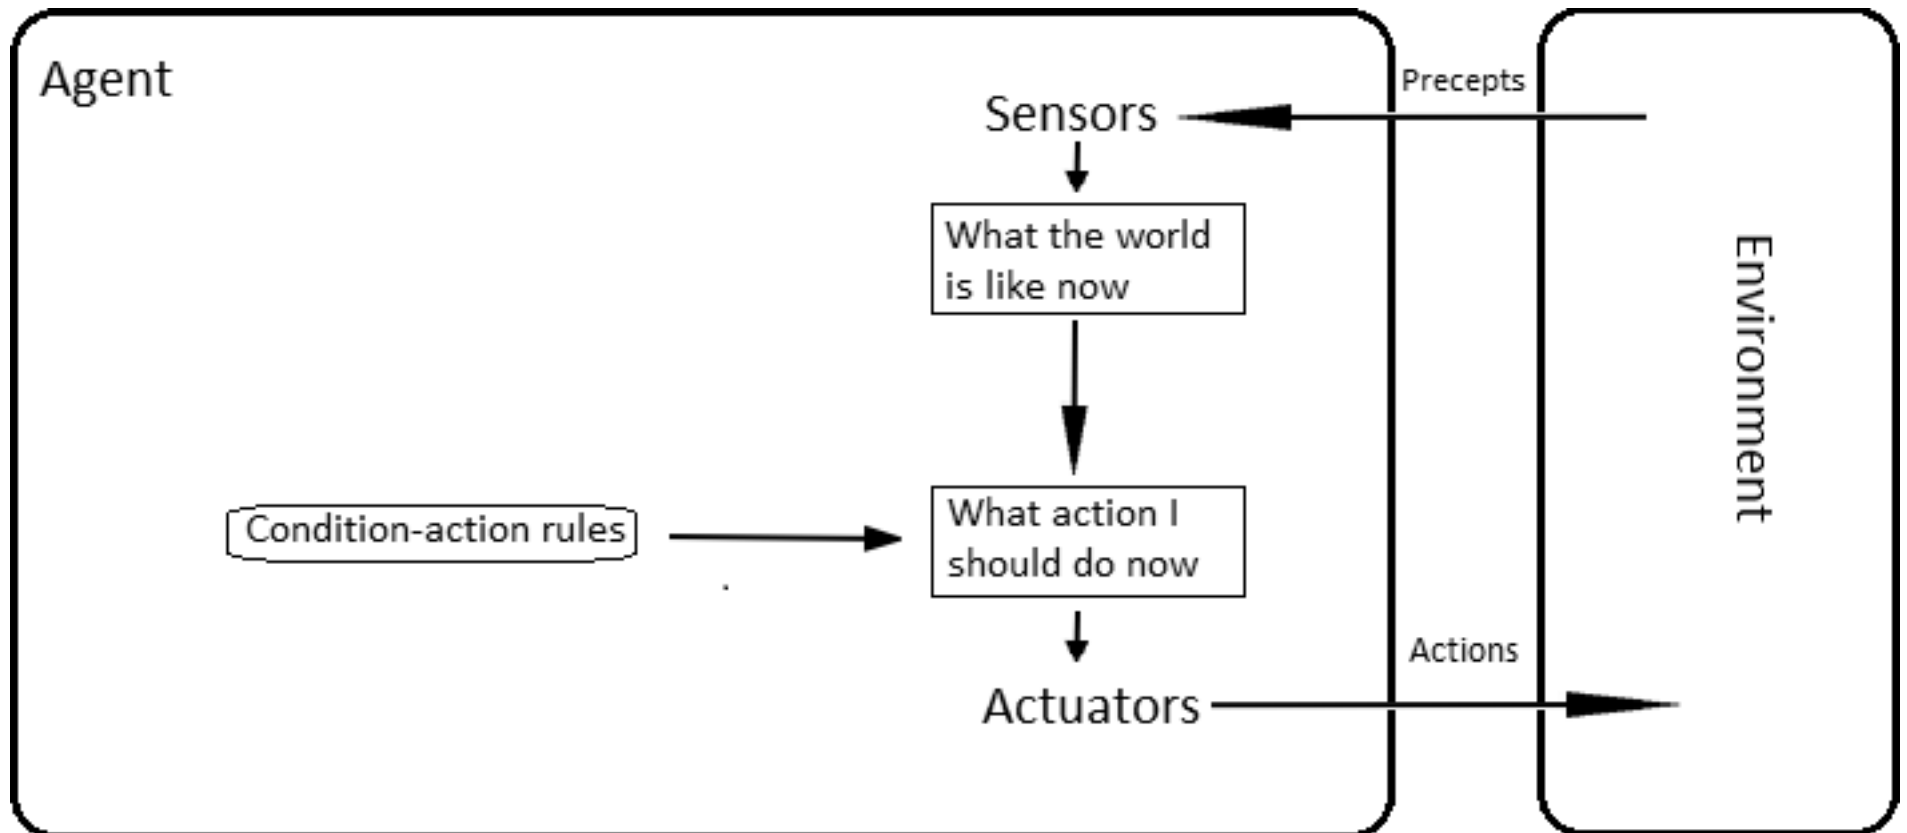 Agent
Precepts
Sensors
What the world
is like now
Environment
Condition-action rules
What action I
should do now
Actions
Actuators